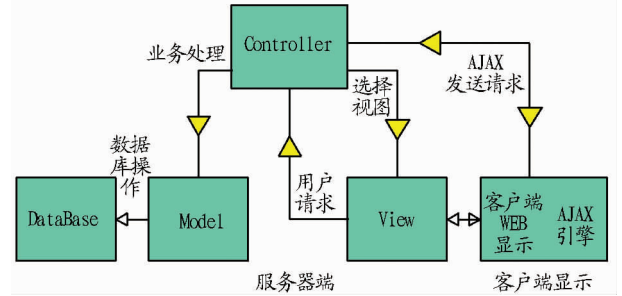 Controller
业务处理
AJAX
发送请求
选择
视图
数据
库操
作
用户
请求
DataBase
Model
View
客户端
WEB
显示
AJAX
引擎
服务器端
客户端显示